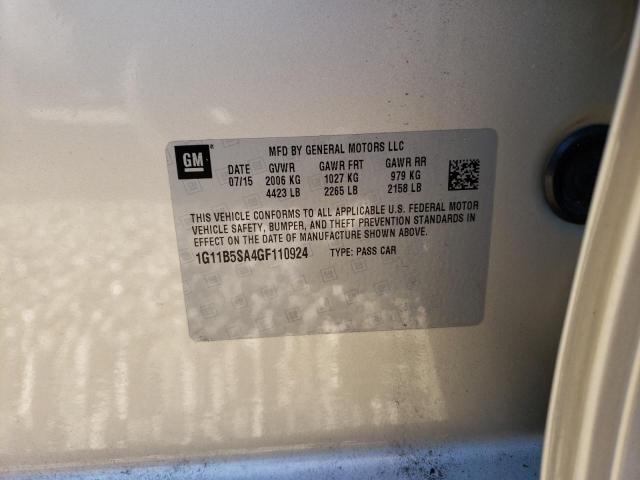 GM
MFD BY GENERAL MOTORS LLC
DATE GVWR GAWR FRT GAWR RR
07/15 2006 KG 1027 KG 979 KG
4423 LB 2265 LB 2158 LB
THIS VEHICLE CONFORMS TO ALL APPLICABLE U.S. FEDERAL MOTOR
VEHICLE SAFETY, BUMPER, AND THEFT PREVENTION STANDARDS IN
EFFECT ON THE DATE OF MANUFACTURE SHOWN ABOVE.
1G11B5SA4GF110924 TYPE: PASS CAR